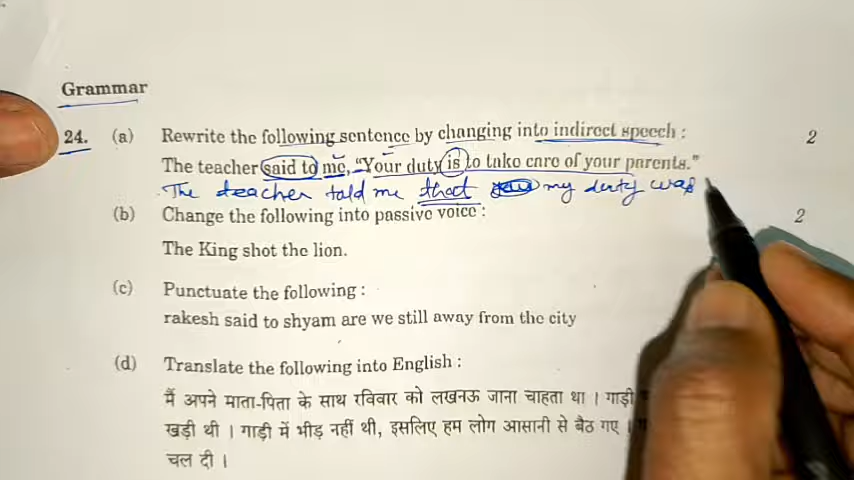 Grammar
24. (a) Rewrite the following sentence by changing into indirect speech : 2
The teacher said to me, "Your duty is to take care of your parents."
The teacher told me that my duty was
(b) Change the following into passive voice : 2
The King shot the lion.
(c) Punctuate the following :
rakesh said to shyam are we still away from the city
(d) Translate the following into English :
मैं अपने माता-पिता के साथ रविवार को लखनऊ जाना चाहता था । गाड़ी
खड़ी थी । गाड़ी में भीड़ नहीं थी, इसलिए हम लोग आसानी से बैठ गए ।
चल दी ।